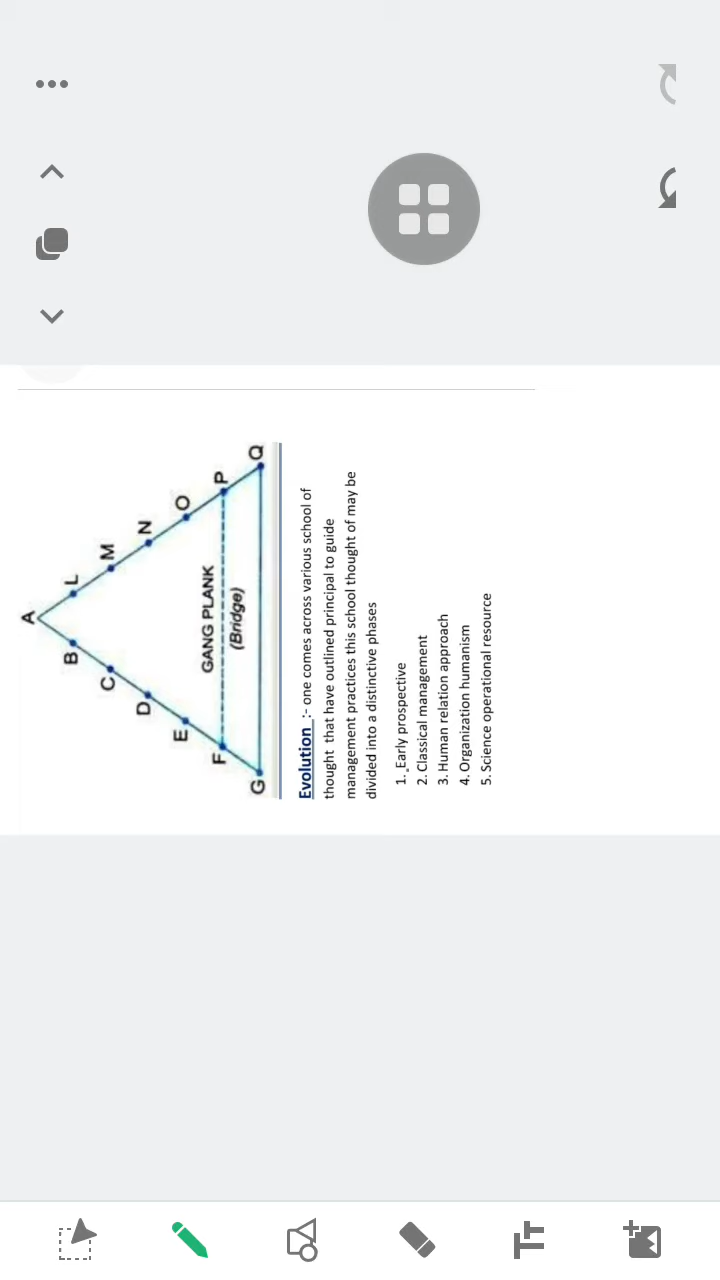 A
B L
C M
D N
E O
GANG PLANK
F P
(Bridge)
G Q
Evolution :- one comes across various school of
thought that have outlined principal to guide
management practices this school thought of may be
divided into a distinctive phases
1. Early prospective
2. Classical management
3. Human relation approach
4. Organization humanism
5. Science operational resource